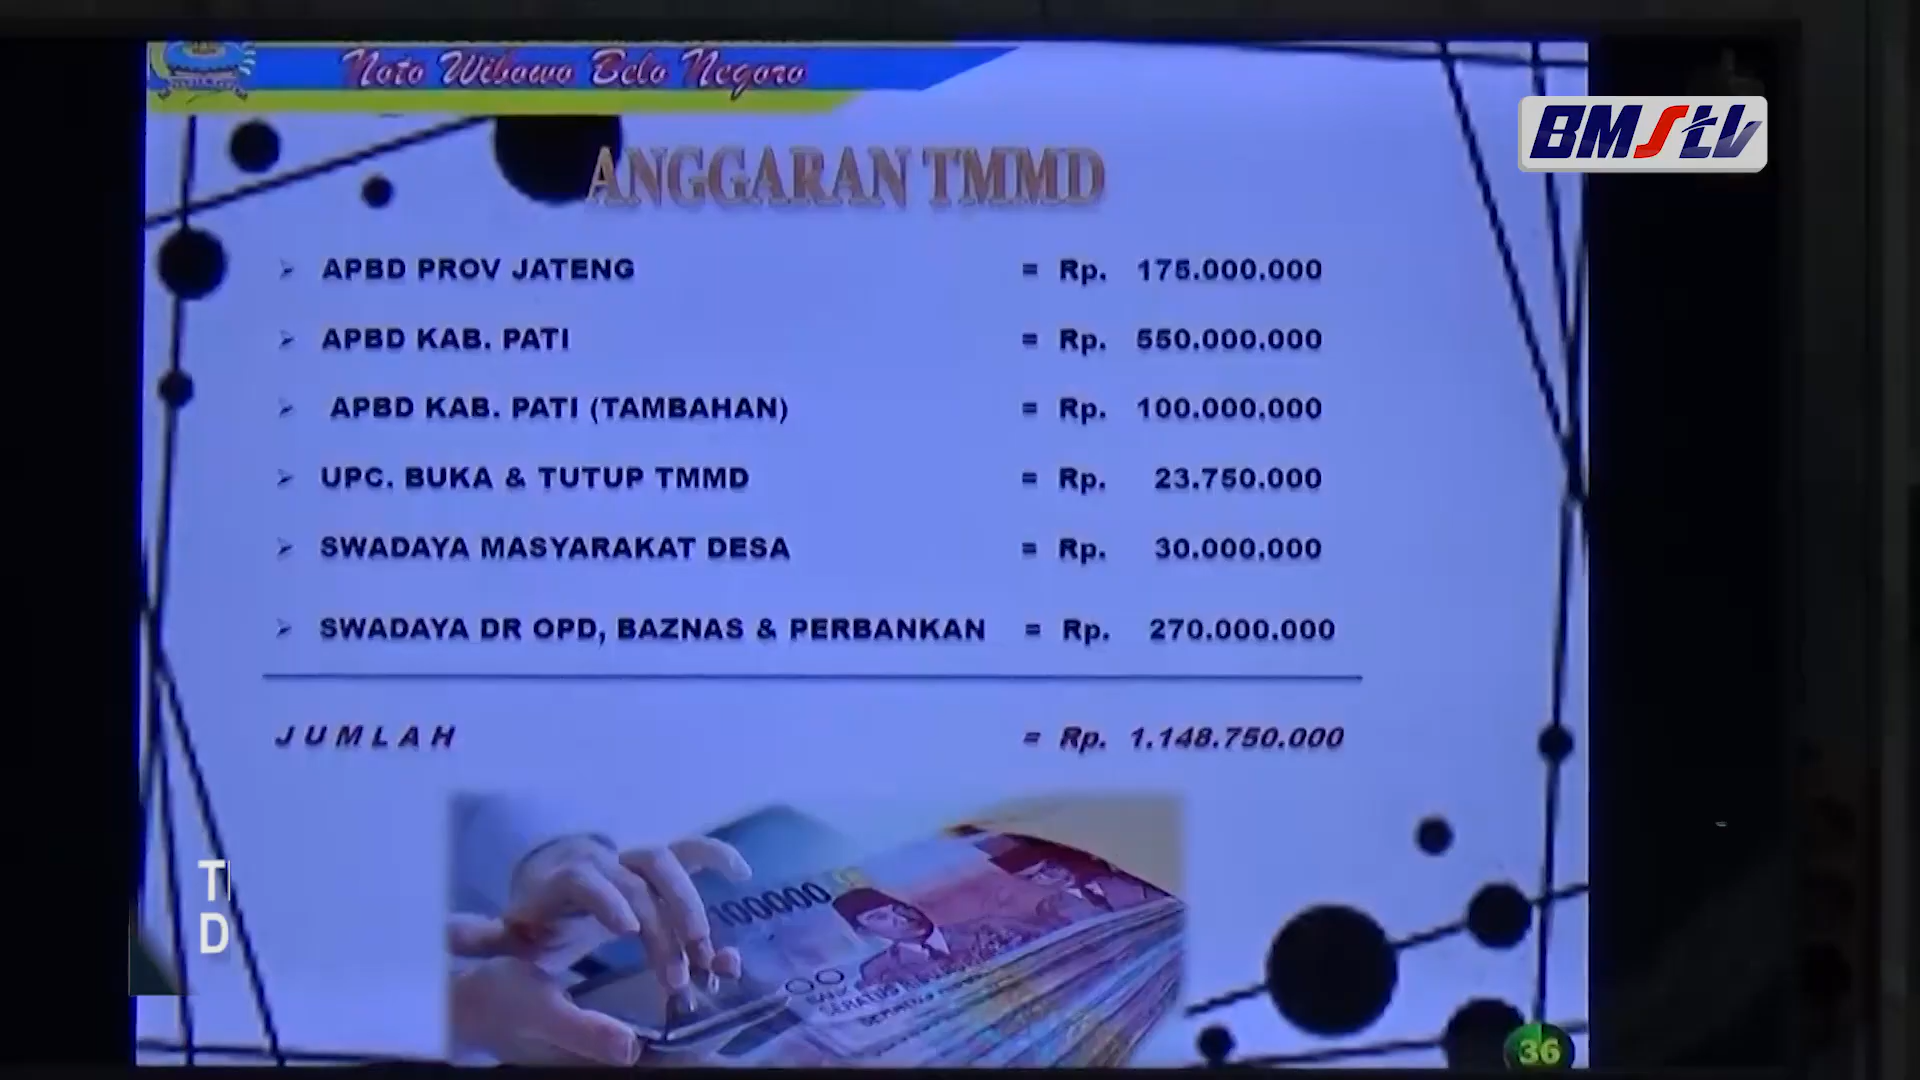 Noto Wibowo Belo Negoro
BMStv
ANGGARAN TMMD
➢ APBD PROV JATENG = Rp. 175.000.000
➢ APBD KAB. PATI = Rp. 550.000.000
➢ APBD KAB. PATI (TAMBAHAN) = Rp. 100.000.000
➢ UPC. BUKA & TUTUP TMMD = Rp. 23.750.000
➢ SWADAYA MASYARAKAT DESA = Rp. 30.000.000
➢ SWADAYA DR OPD, BAZNAS & PERBANKAN = Rp. 270.000.000
JUMLAH = Rp. 1.148.750.000
100000
T
D
36